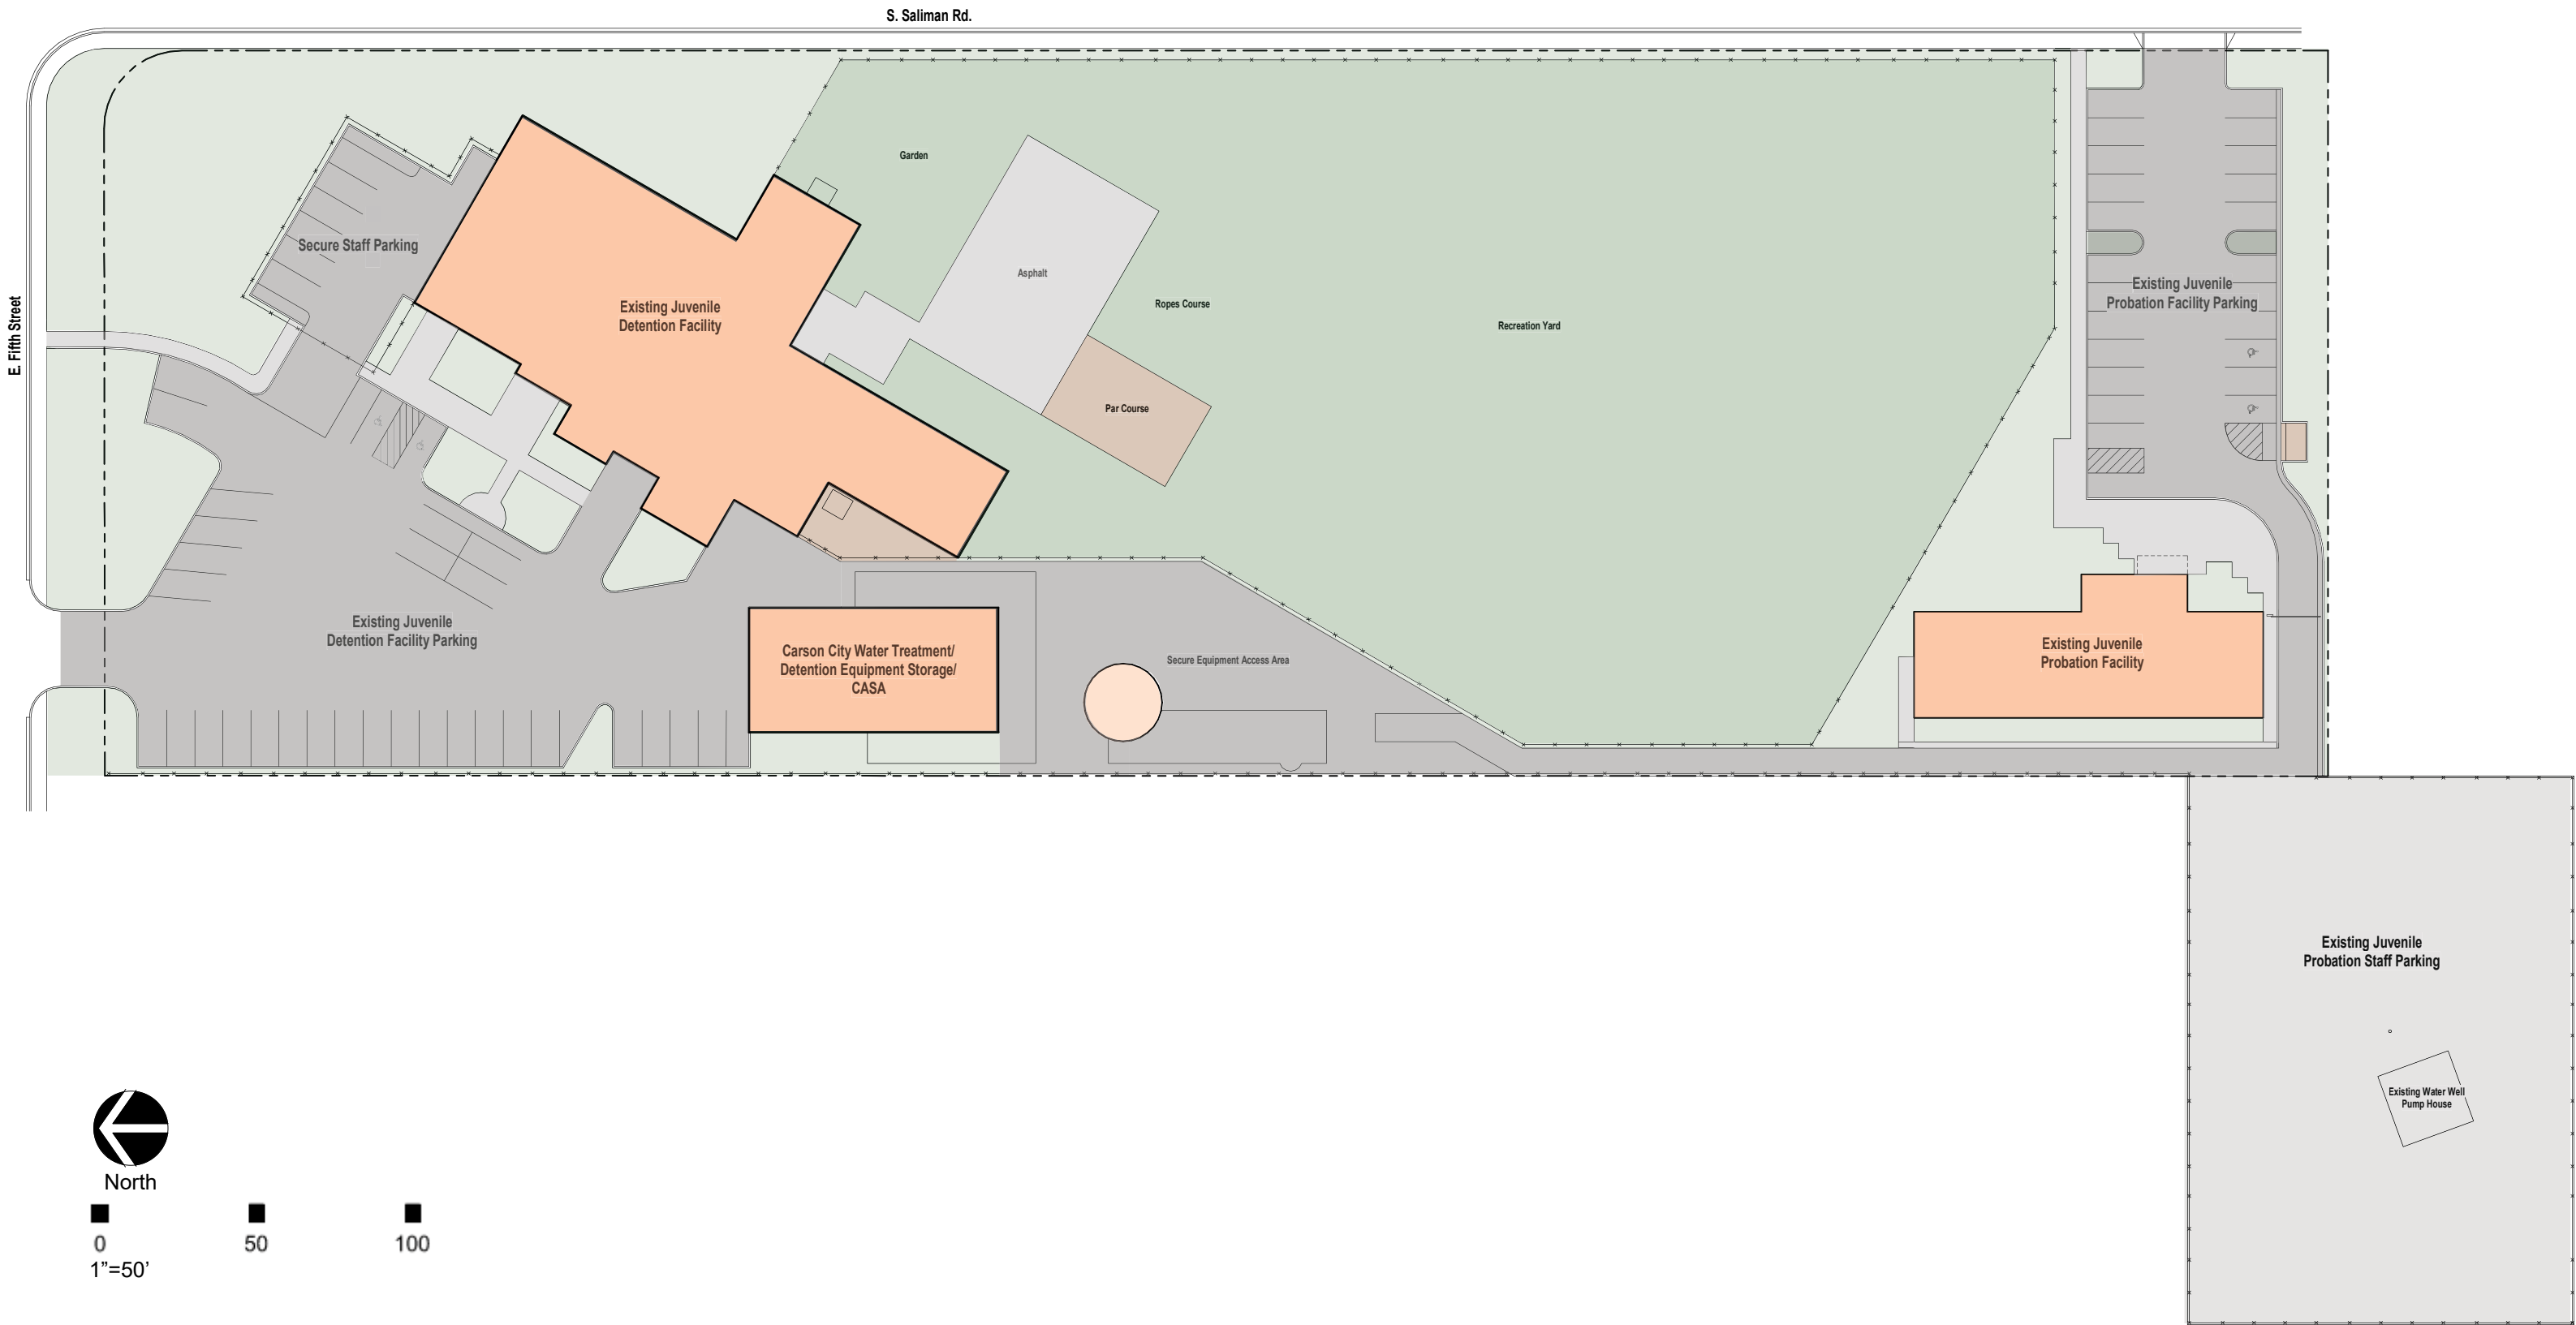 S. Saliman Rd.
E. Fifth Street
Garden
Secure Staff Parking
Asphalt
Existing Juvenile
Detention Facility
Ropes Course
Recreation Yard
Existing Juvenile
Probation Facility Parking
Par Course
Existing Juvenile
Detention Facility Parking
Carson City Water Treatment/
Detention Equipment Storage/
CASA
Secure Equipment Access Area
Existing Juvenile
Probation Facility
Existing Juvenile
Probation Staff Parking
Existing Water Well
Pump House
North
0 50 100
1”=50’